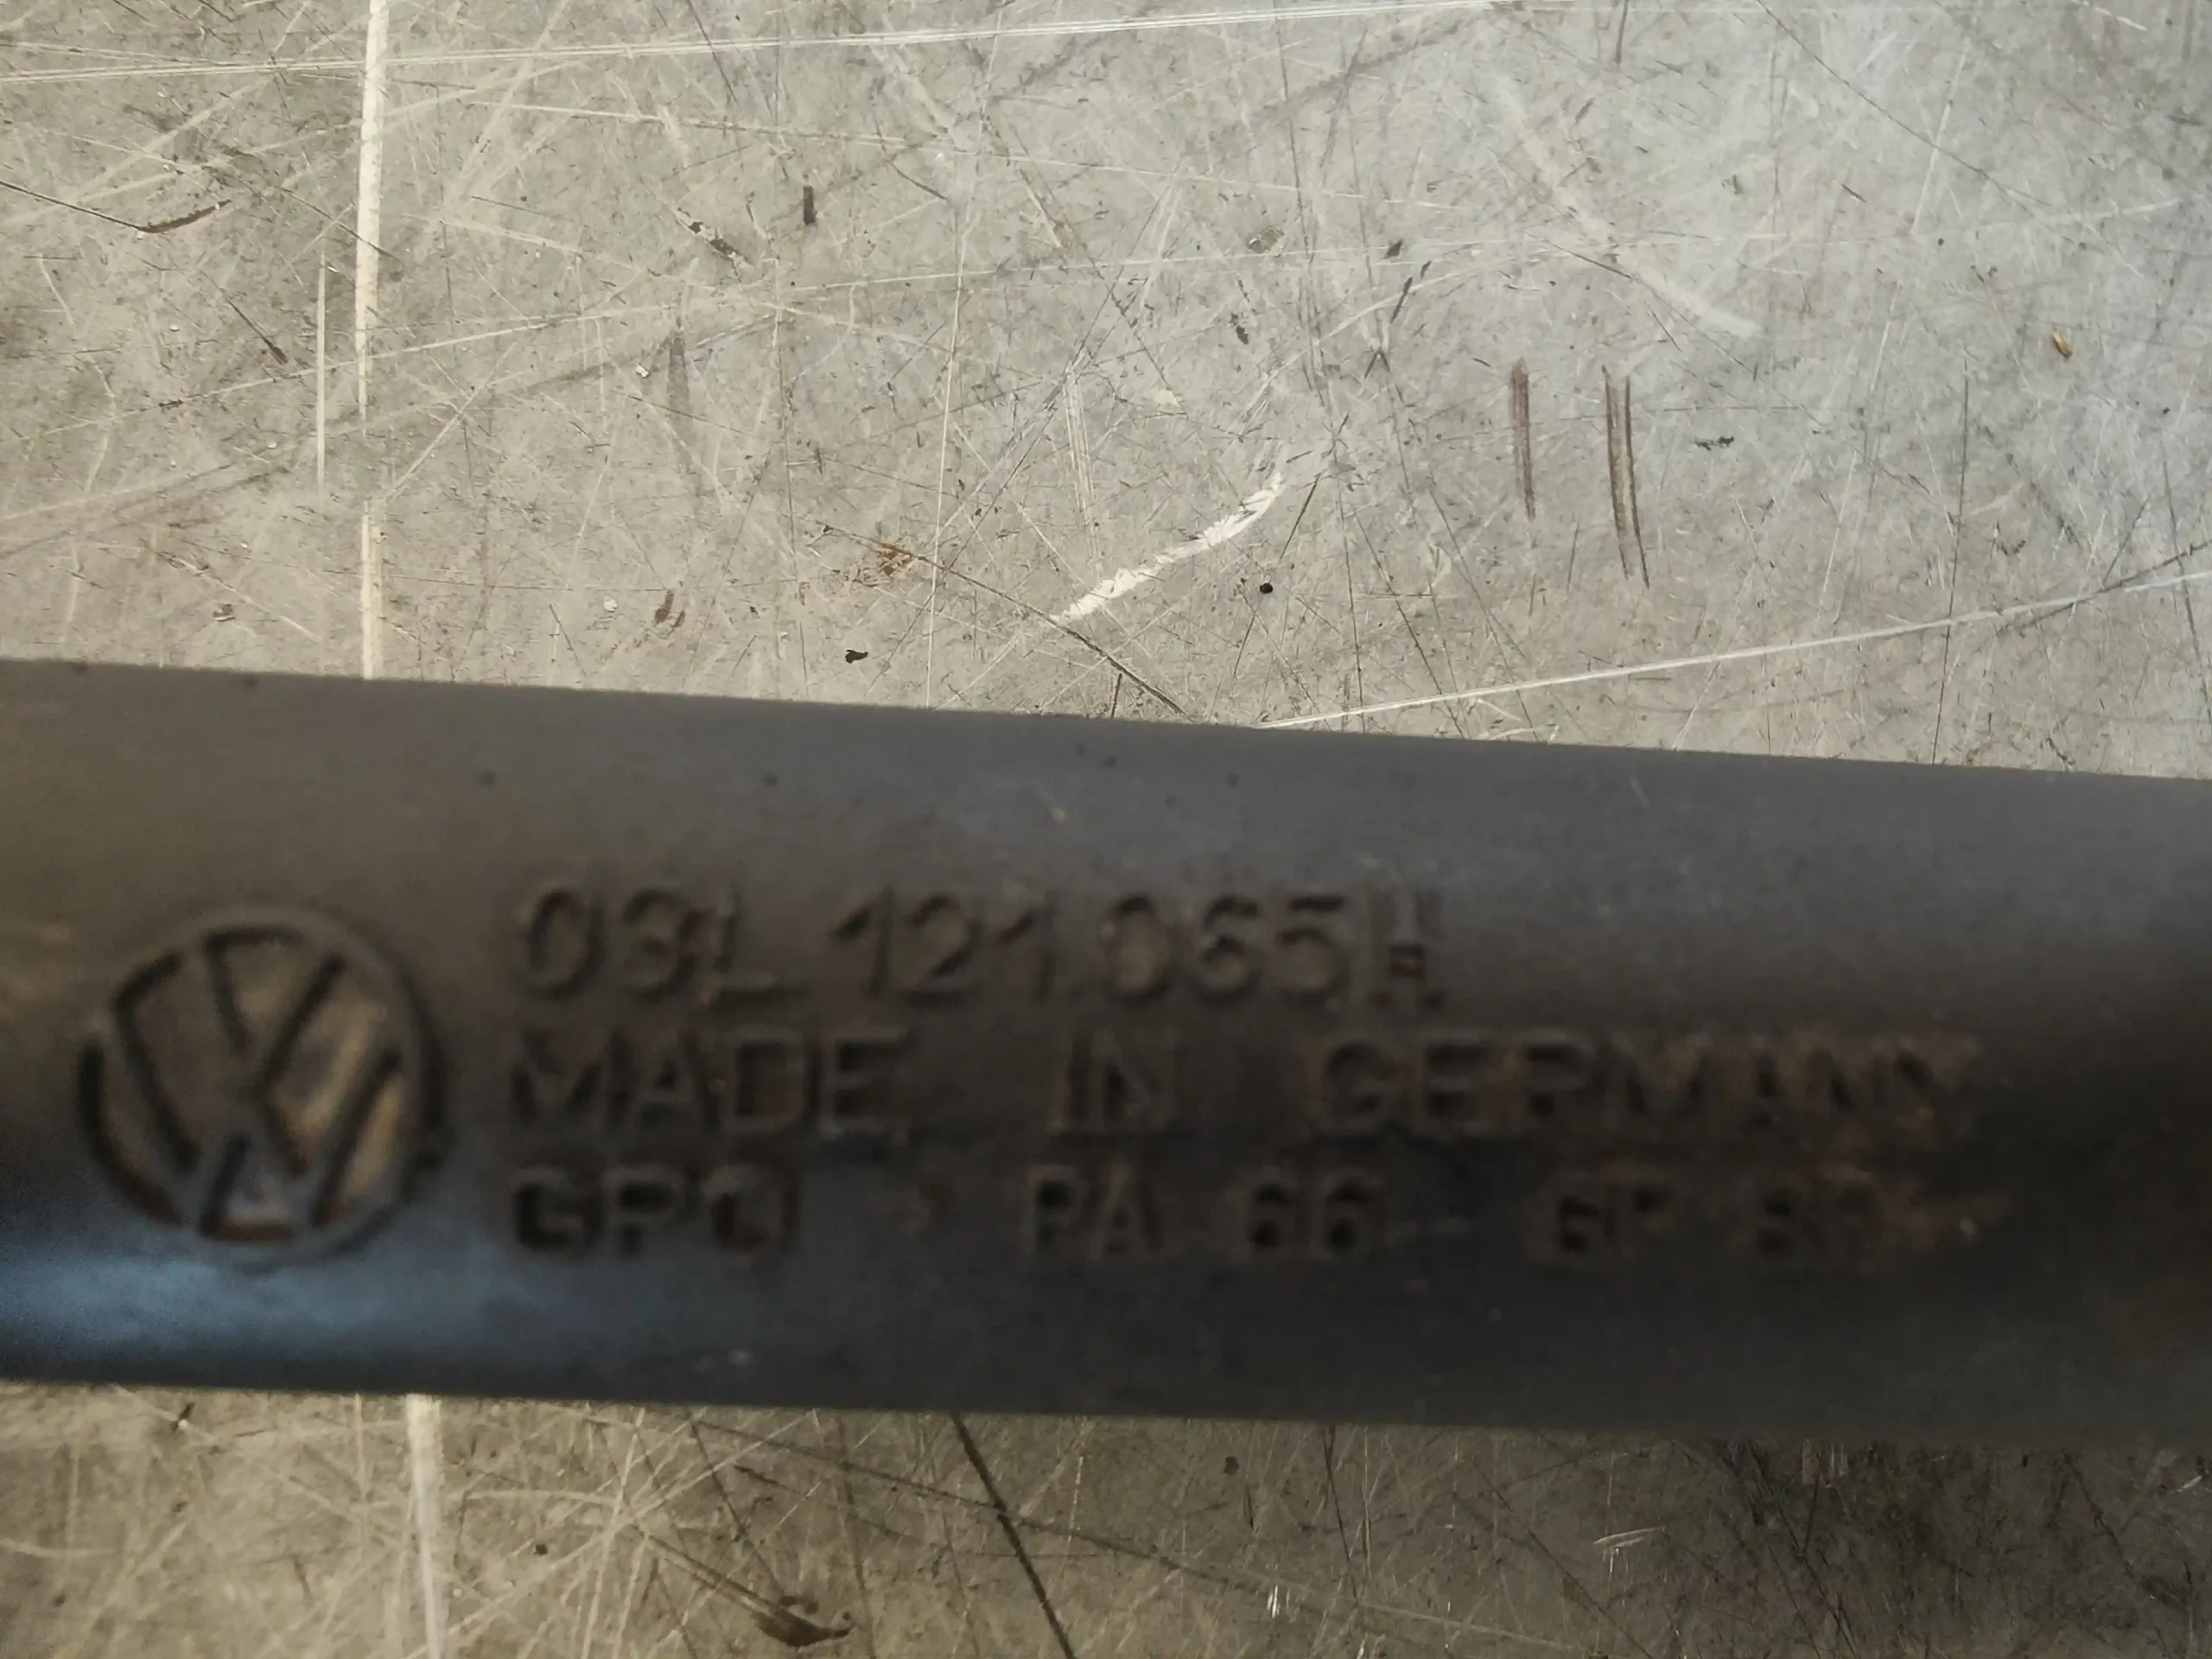 03L 121 065 H
MADE IN GERMANY
GPO PA 66